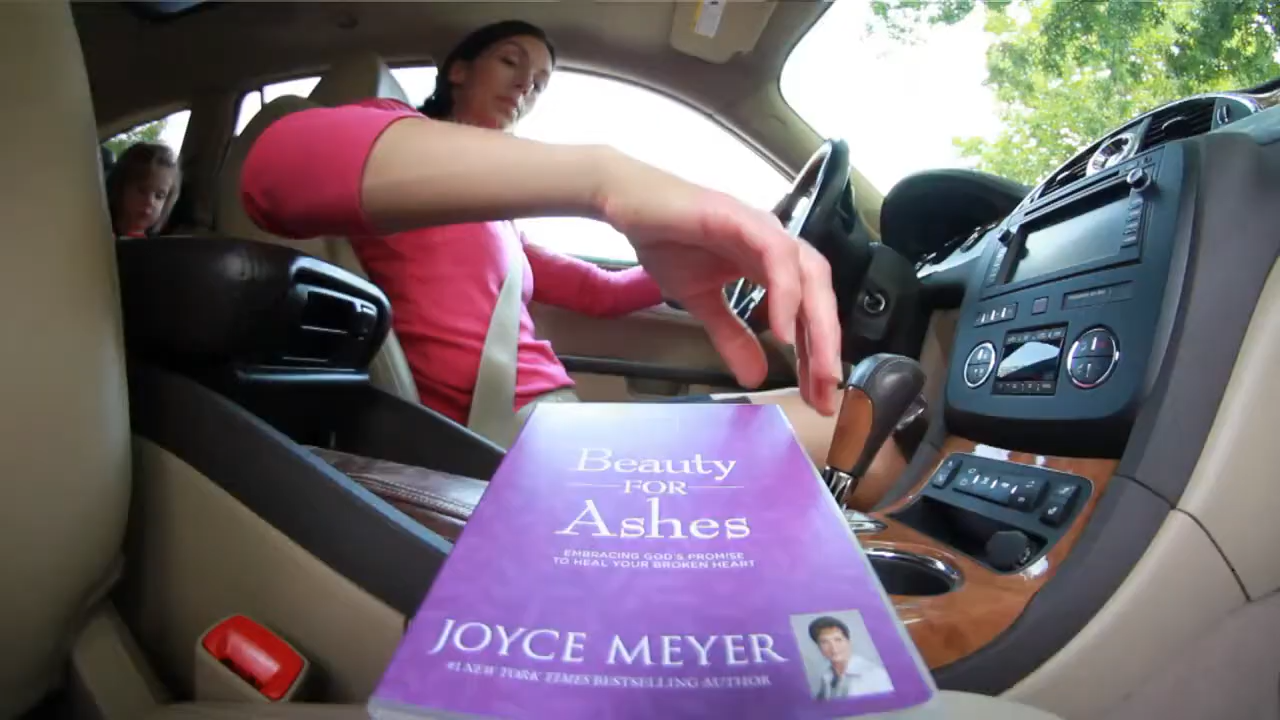 Beauty
FOR
Ashes
EMBRACING GOD'S PROMISE
TO HEAL YOUR BROKEN HEART
JOYCE MEYER
#1 NEW YORK TIMES BESTSELLING AUTHOR